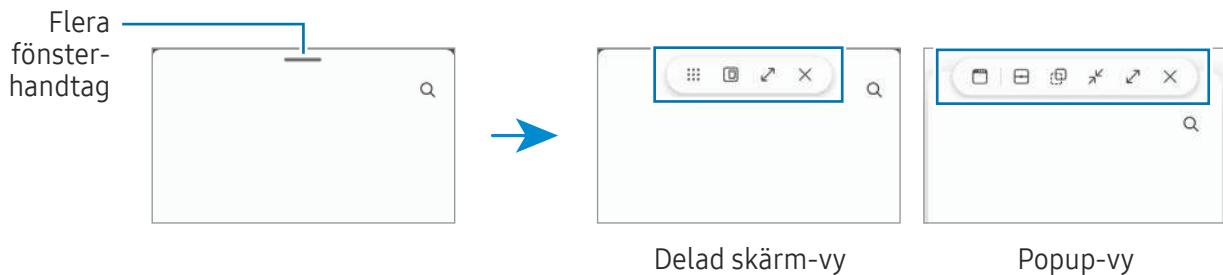 Flera
fönster-
handtag
Delad skärm-vy
Popup-vy